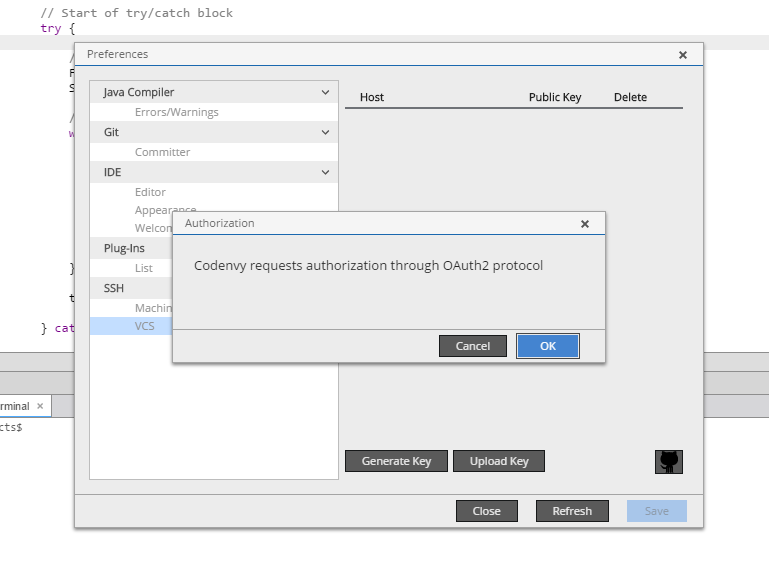 // Start of try/catch block
try {
Preferences
Java Compiler
Errors/Warnings
Git
Committer
IDE
Editor
Appearance
Welcom
Plug-Ins
List
SSH
Machin
VCS
Host Public Key Delete
Authorization
Codenvy requests authorization through OAuth2 protocol
Cancel OK
}
t
} cat
rminal
cts$
Generate Key Upload Key
Close Refresh Save